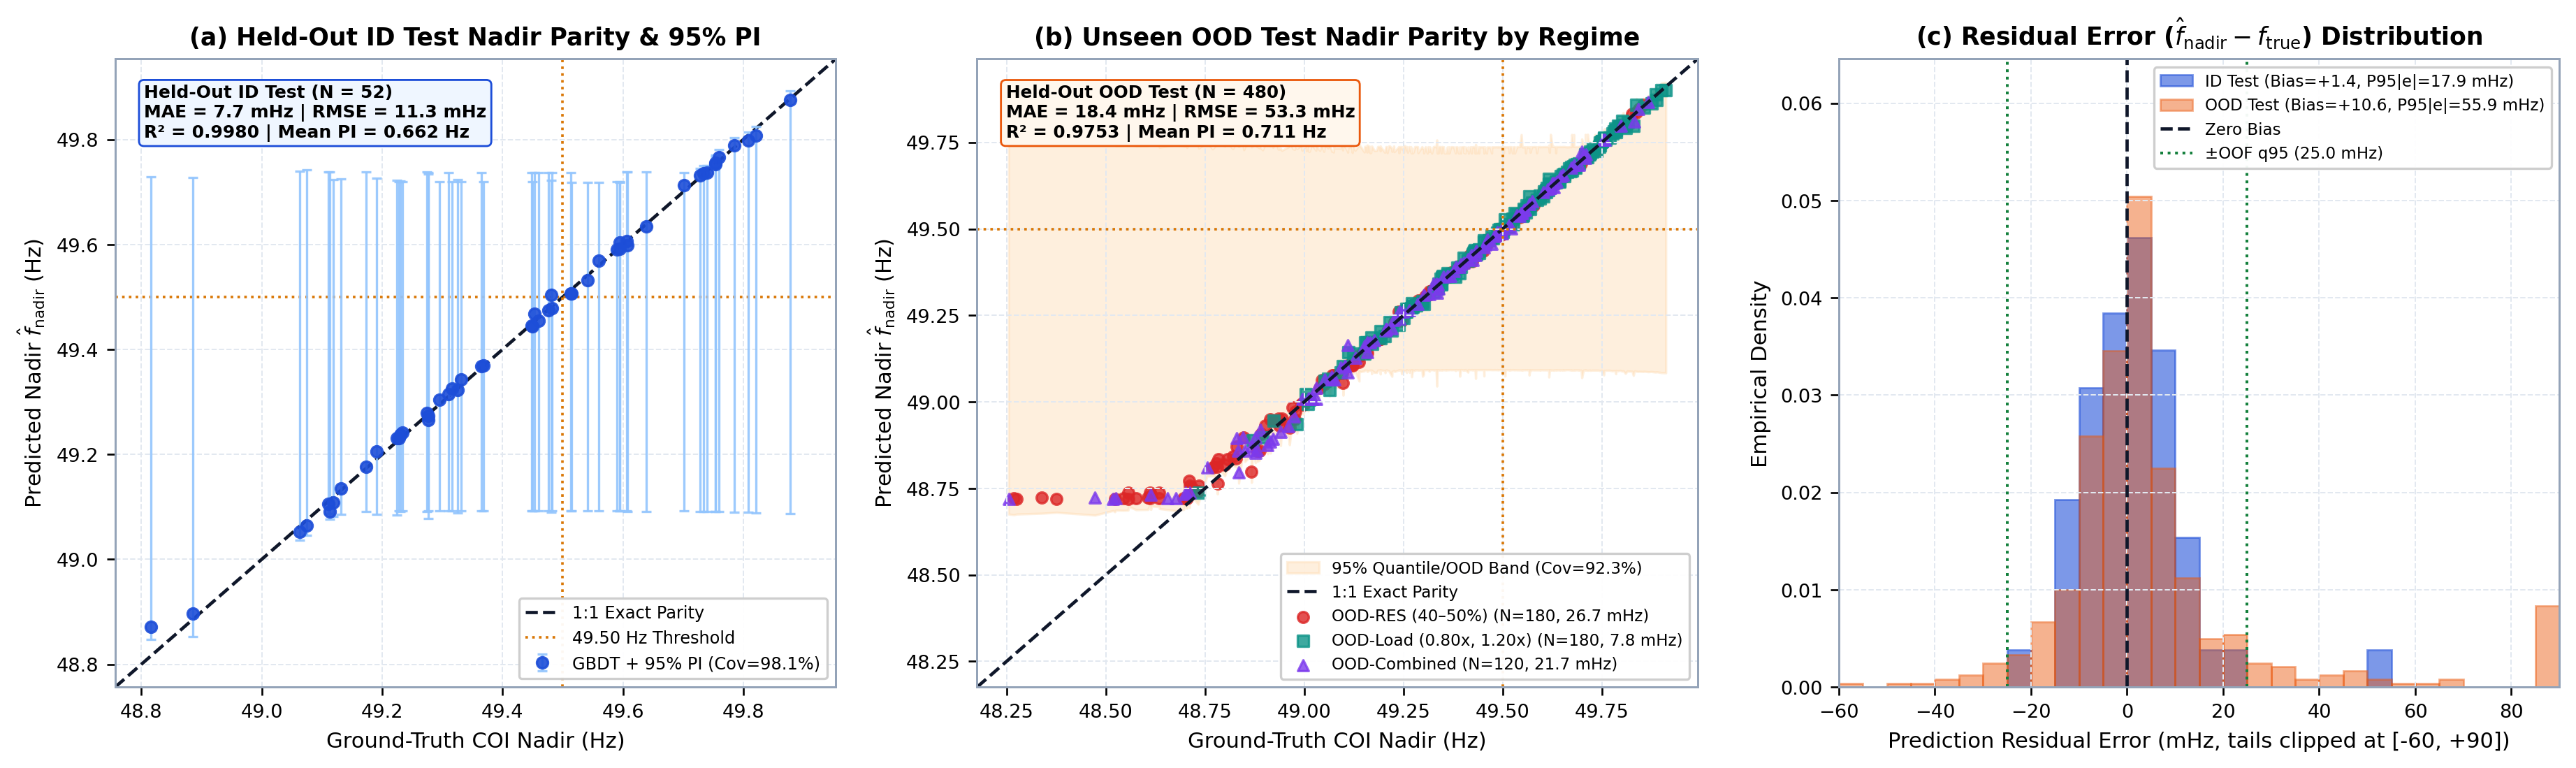 (a) Held-Out ID Test Nadir Parity & 95% PI
Held-Out ID Test (N = 52)
MAE = 7.7 mHz | RMSE = 11.3 mHz
R² = 0.9980 | Mean PI = 0.662 Hz
Predicted Nadir f̂nadir (Hz)
49.8
49.6
49.4
49.2
49.0
48.8
1:1 Exact Parity
49.50 Hz Threshold
GBDT + 95% PI (Cov=98.1%)
48.8 49.0 49.2 49.4 49.6 49.8
Ground-Truth COI Nadir (Hz)
(b) Unseen OOD Test Nadir Parity by Regime
Held-Out OOD Test (N = 480)
MAE = 18.4 mHz | RMSE = 53.3 mHz
R² = 0.9753 | Mean PI = 0.711 Hz
Predicted Nadir f̂nadir (Hz)
49.75
49.50
49.25
49.00
48.75
48.50
48.25
95% Quantile/OOD Band (Cov=92.3%)
1:1 Exact Parity
OOD-RES (40–50%) (N=180, 26.7 mHz)
OOD-Load (0.80x, 1.20x) (N=180, 7.8 mHz)
OOD-Combined (N=120, 21.7 mHz)
48.25 48.50 48.75 49.00 49.25 49.50 49.75
Ground-Truth COI Nadir (Hz)
(c) Residual Error (f̂nadir − ftrue) Distribution
ID Test (Bias=+1.4, P95|e|=17.9 mHz)
OOD Test (Bias=+10.6, P95|e|=55.9 mHz)
Zero Bias
±OOF q95 (25.0 mHz)
Empirical Density
0.06
0.05
0.04
0.03
0.02
0.01
0.00
−60 −40 −20 0 20 40 60 80
Prediction Residual Error (mHz, tails clipped at [-60, +90])